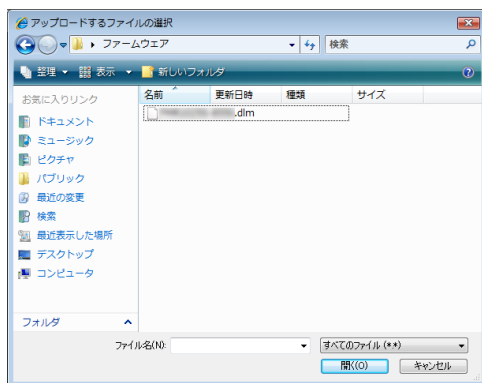 アップロードするファイルの選択
ファームウェア
検索
整理 表示 新しいフォルダ
お気に入りリンク
名前 更新日時 種類 サイズ
.dlm
ドキュメント
ミュージック
ピクチャ
パブリック
最近の変更
検索
最近表示した場所
デスクトップ
コンピュータ
フォルダ
ファイル名(N):
すべてのファイル (*.*)
開く(O) キャンセル